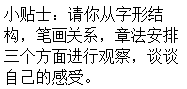 小贴士：请你从字形结
构，笔画关系，章法安排
三个方面进行观察，谈谈
自己的感受。